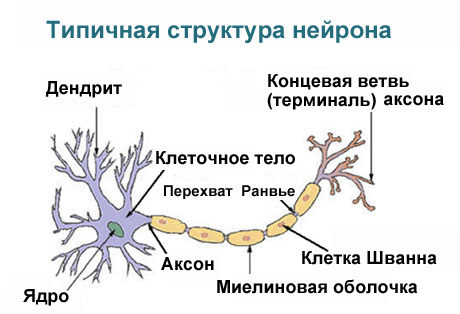 Типичная структура нейрона
Дендрит
Концевая ветвь
(терминаль) аксона
Клеточное тело
Перехват Ранвье
Аксон
Клетка Шванна
Ядро
Миелиновая оболочка